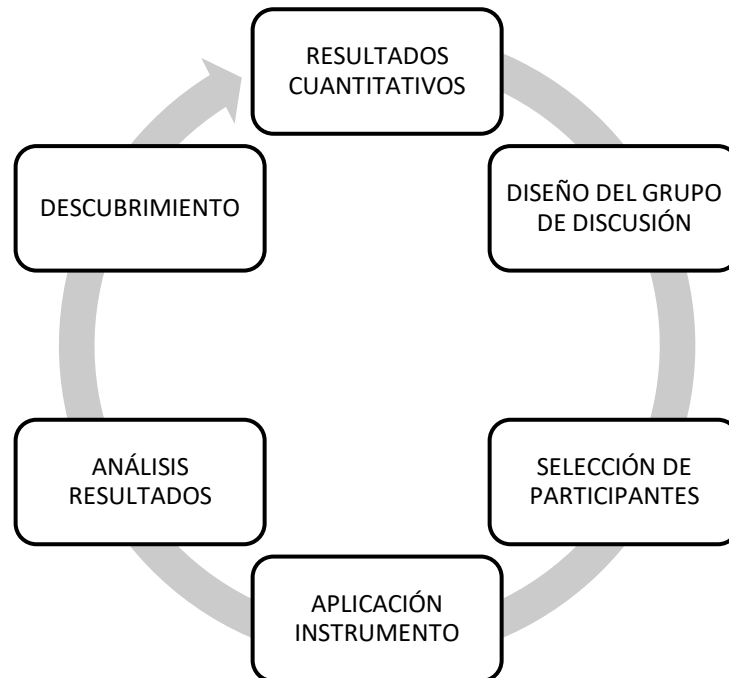 RESULTADOS
CUANTITATIVOS
DISEÑO DEL GRUPO
DE DISCUSIÓN
SELECCIÓN DE
PARTICIPANTES
APLICACIÓN
INSTRUMENTO
ANÁLISIS
RESULTADOS
DESCUBRIMIENTO